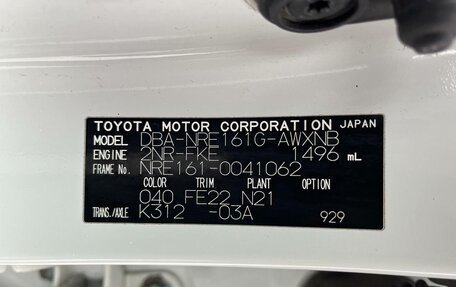 TOYOTA MOTOR CORPORATION JAPAN
MODEL DBA-NRE161G-AWXNB
ENGINE 2NR-FKE 1496 mL
FRAME No. NRE161-0041062
COLOR TRIM PLANT OPTION
040 FE22 N21
TRANS./AXLE K312 -03A 929